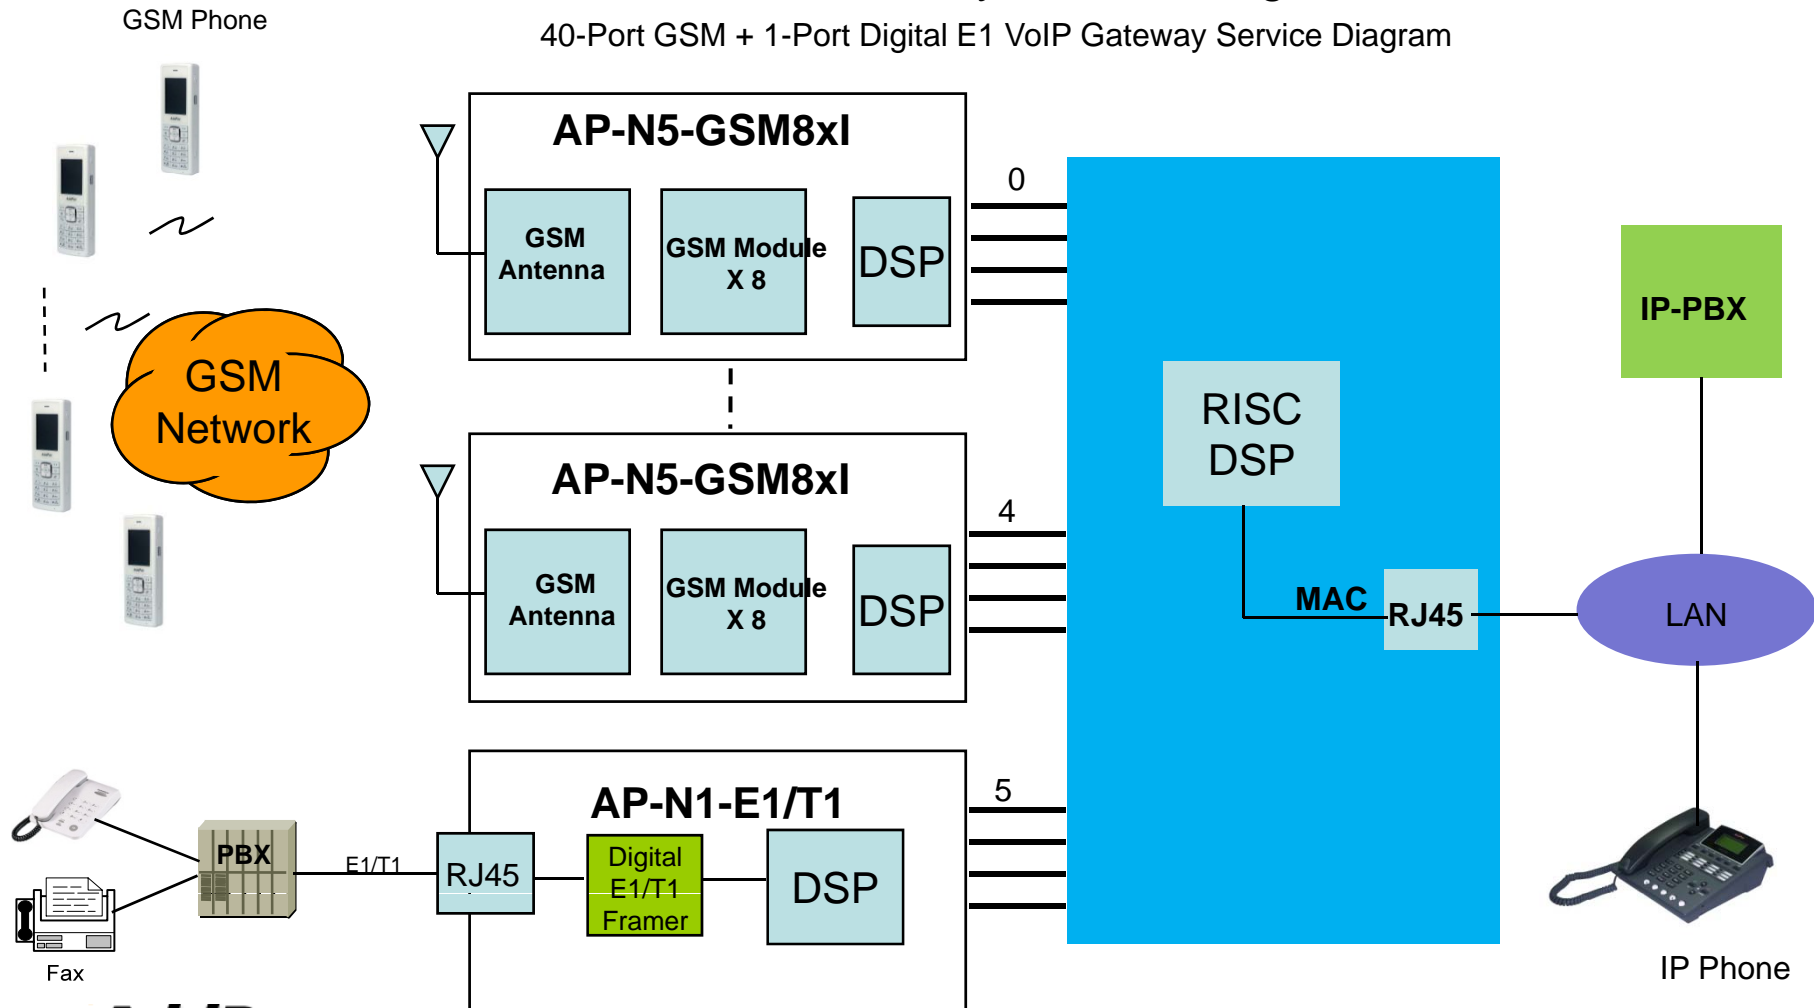 GSM Phone
40-Port GSM + 1-Port Digital E1 VoIP Gateway Service Diagram
AP-N5-GSM8xI
GSM
Antenna
GSM Module
X 8
DSP
0
GSM
Network
AP-N5-GSM8xI
GSM
Antenna
GSM Module
X 8
DSP
4
RISC
DSP
MAC
RJ45
IP-PBX
LAN
AP-N1-E1/T1
5
PBX
E1/T1
RJ45
Digital
E1/T1
Framer
DSP
Fax
IP Phone